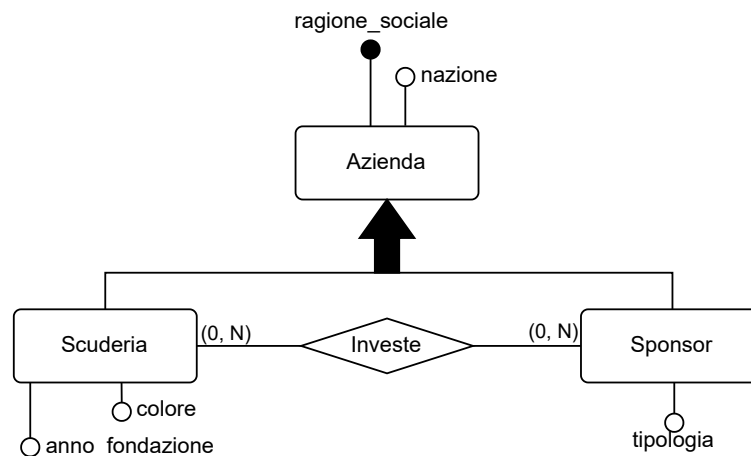 ragione_sociale
nazione
Azienda
Scuderia
(0, N)
Investe
(0, N)
Sponsor
colore
anno_fondazione
tipologia